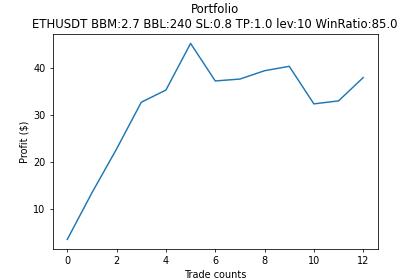 Portfolio
ETHUSDT BBM:2.7 BBL:240 SL:0.8 TP:1.0 lev:10 WinRatio:85.0
40
30
20
10
Profit ($)
0 2 4 6 8 10 12
Trade counts